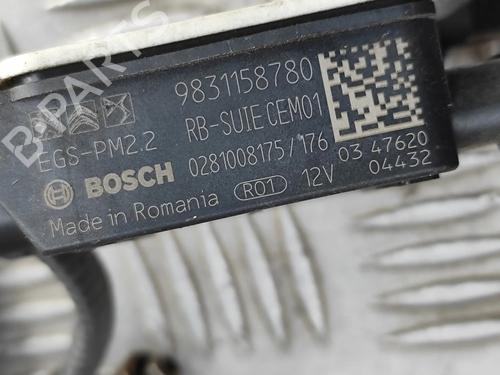 9831158780
RB-SUIE CEM01
EGS-PM2.2
BOSCH
0281008175/176
03 47620
04432
Made in Romania
R01
12V
B-PARTS